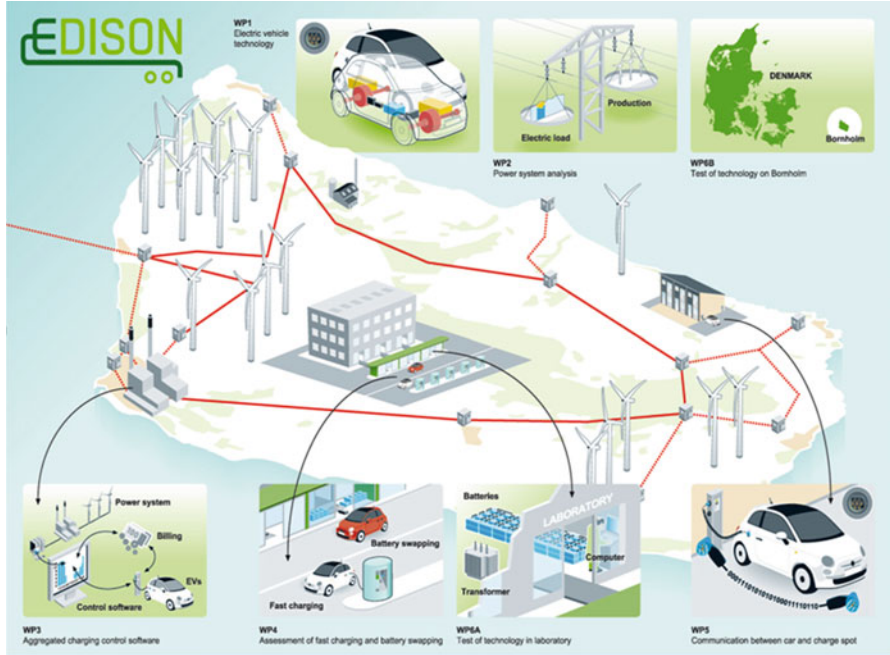 EDISON
WP1
Electric vehicle
technology
Electric load
Production
WP2
Power system analysis
DENMARK
Bornholm
WP6B
Test of technology on Bornholm
Power system
Billing
EVs
Control software
WP3
Aggregated charging control software
Battery swapping
Fast charging
WP4
Assessment of fast charging and battery swapping
LABORATORY
Batteries
Computer
Transformer
WP6A
Test of technology in laboratory
WP5
Communication between car and charge spot